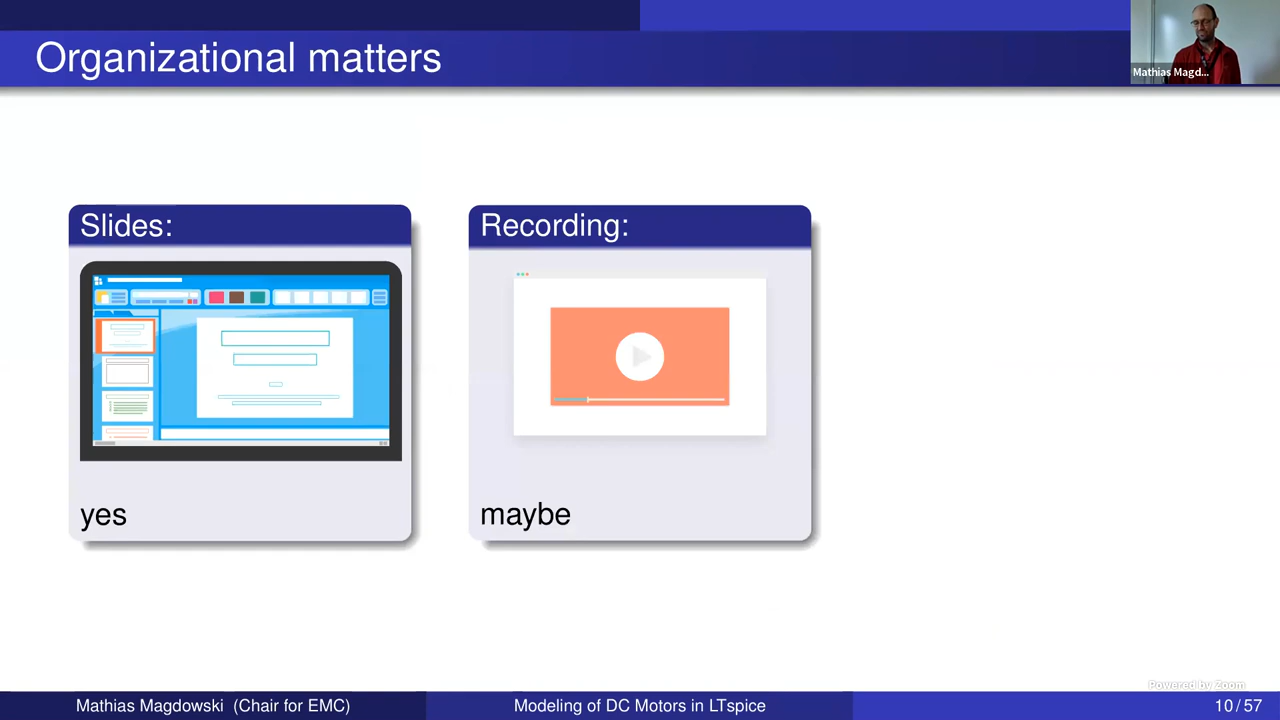 Organizational matters
Mathias Magd...
Slides:
Recording:
yes
maybe
Powered by Zoom
Mathias Magdowski (Chair for EMC)
Modeling of DC Motors in LTspice
10/57